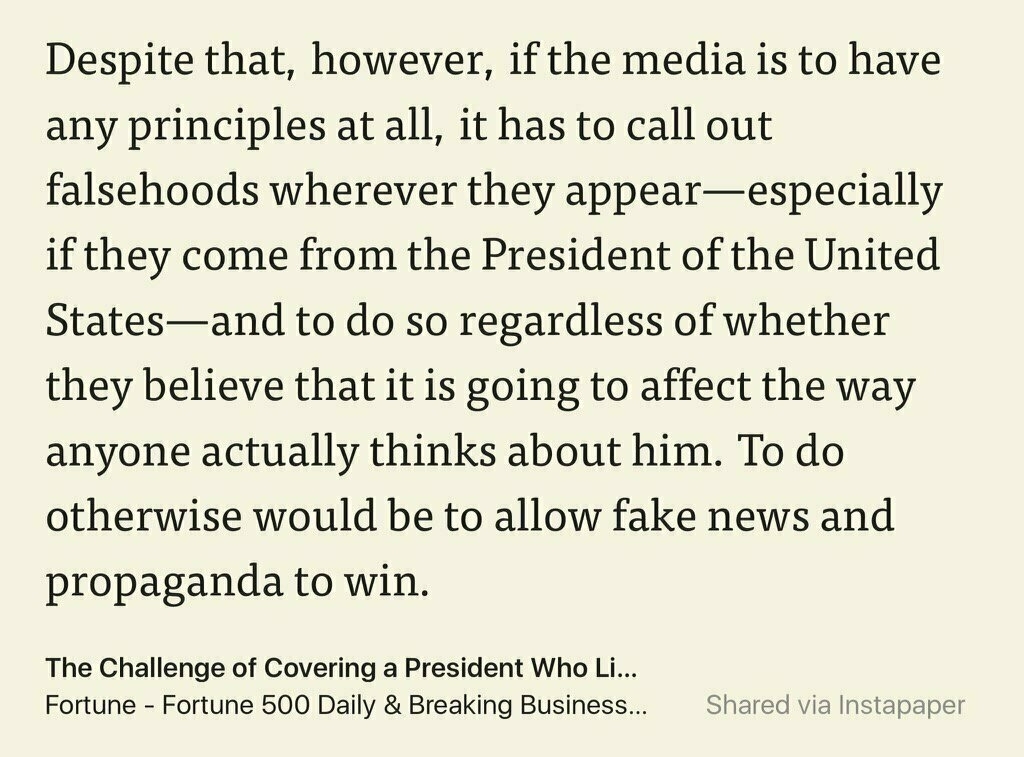 Despite that, however, if the media is to have
any principles at all, it has to call out
falsehoods wherever they appear—especially
if they come from the President of the United
States—and to do so regardless of whether
they believe that it is going to affect the way
anyone actually thinks about him. To do
otherwise would be to allow fake news and
propaganda to win.
The Challenge of Covering a President Who Li...
Fortune - Fortune 500 Daily & Breaking Business...
Shared via Instapaper